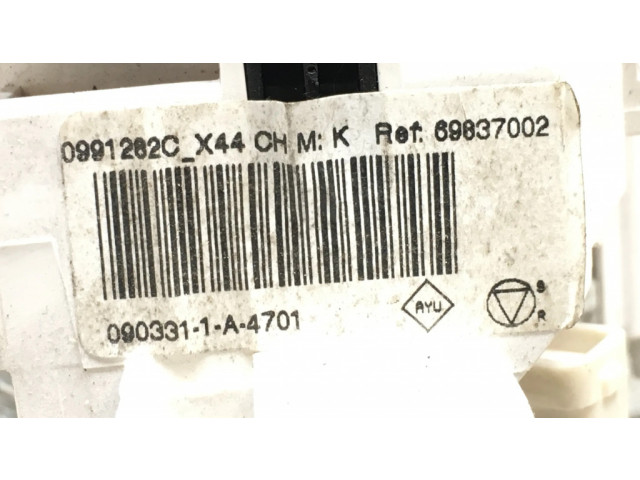 0991262C_X44 CH M: K Ref: 69837002
090331-1-A-4701
AYU
S
R